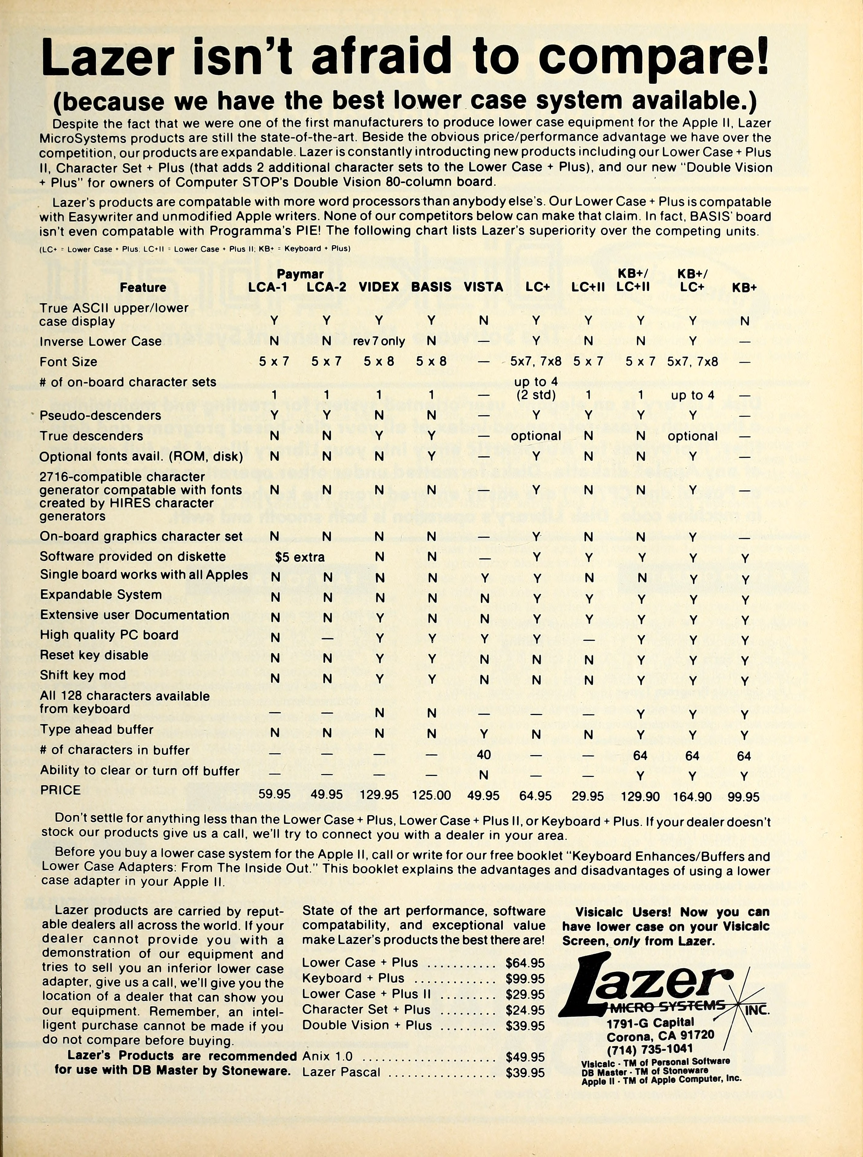 Lazer isn't afraid to compare!
(because we have the best lower case system available.)
Despite the fact that we were one of the first manufacturers to produce lower case equipment for the Apple II, Lazer
MicroSystems products are still the state-of-the-art. Beside the obvious price/performance advantage we have over the
competition, our products are expandable. Lazer is constantly introducing new products including our Lower Case + Plus
II, Character Set + Plus (that adds 2 additional character sets to the Lower Case + Plus), and our new "Double Vision
+ Plus" for owners of Computer STOP's Double Vision 80-column board.
Lazer's products are compatable with more word processors than anybody else's. Our Lower Case + Plus is compatable
with Easywriter and unmodified Apple writers. None of our competitors below can make that claim. In fact, BASIS' board
isn't even compatable with Programma's PIE! The following chart lists Lazer's superiority over the competing units.
(LC+ = Lower Case + Plus. LC+II = Lower Case + Plus II; KB+ = Keyboard + Plus)
Paymar KB+/ KB+/
Feature LCA-1 LCA-2 VIDEX BASIS VISTA LC+ LC+II LC+II LC+ KB+
True ASCII upper/lower
case display Y Y Y Y N Y Y Y Y N
Inverse Lower Case N N rev 7 only N — Y N N Y —
Font Size 5 x 7 5 x 7 5 x 8 5 x 8 — 5x7, 7x8 5 x 7 5 x 7 5x7, 7x8 —
# of on-board character sets up to 4
1 1 1 1 — (2 std) 1 1 up to 4 —
Pseudo-descenders Y Y N N — Y Y Y Y —
True descenders N N Y Y — optional N N optional —
Optional fonts avail. (ROM, disk) N N N Y — Y N N Y —
2716-compatible character
generator compatable with fonts N N N N — Y N N Y —
created by HIRES character
generators
On-board graphics character set N N N N — Y N N Y —
Software provided on diskette $5 extra N N — Y Y Y Y Y
Single board works with all Apples N N N N Y Y N N Y Y
Expandable System N N N N N Y Y Y Y Y
Extensive user Documentation N N Y N N Y Y Y Y Y
High quality PC board N — Y Y Y Y — Y Y Y
Reset key disable N N Y Y N N N Y Y Y
Shift key mod N N Y Y N N N Y Y Y
All 128 characters available
from keyboard — — N N — — — Y Y Y
Type ahead buffer N N N N Y N N Y Y Y
# of characters in buffer — — — — 40 — — 64 64 64
Ability to clear or turn off buffer — — — — N — — Y Y Y
PRICE 59.95 49.95 129.95 125.00 49.95 64.95 29.95 129.90 164.90 99.95
Don't settle for anything less than the Lower Case + Plus, Lower Case + Plus II, or Keyboard + Plus. If your dealer doesn't
stock our products give us a call, we'll try to connect you with a dealer in your area.
Before you buy a lower case system for the Apple II, call or write for our free booklet "Keyboard Enhances/Buffers and
Lower Case Adapters: From The Inside Out." This booklet explains the advantages and disadvantages of using a lower
case adapter in your Apple II.
Lazer products are carried by reput-
able dealers all across the world. If your
dealer cannot provide you with a
demonstration of our equipment and
tries to sell you an inferior lower case
adapter, give us a call, we'll give you the
location of a dealer that can show you
our equipment. Remember, an intel-
ligent purchase cannot be made if you
do not compare before buying.
Lazer's Products are recommended
for use with DB Master by Stoneware.
State of the art performance, software
compatability, and exceptional value
make Lazer's products the best there are!
Lower Case + Plus ........... $64.95
Keyboard + Plus ............. $99.95
Lower Case + Plus II ......... $29.95
Character Set + Plus ......... $24.95
Double Vision + Plus ......... $39.95
Anix 1.0 ...................... $49.95
Lazer Pascal .................. $39.95
Visicalc Users! Now you can
have lower case on your Visicalc
Screen, only from Lazer.
Lazer
MICRO SYSTEMS INC.
1791-G Capital
Corona, CA 91720
(714) 735-1041
Visicalc - TM of Personal Software
DB Master - TM of Stoneware
Apple II - TM of Apple Computer, Inc.